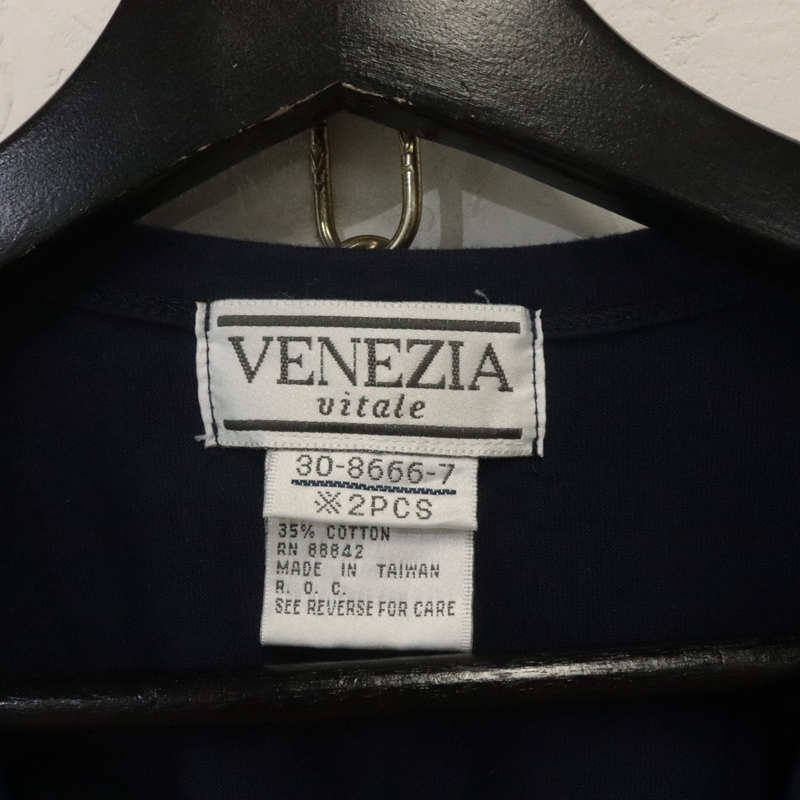 VENEZIA
vitale
30-8666-7
※2PCS
35% COTTON
RN 88842
MADE IN TAIWAN
R. O. C.
SEE REVERSE FOR CARE